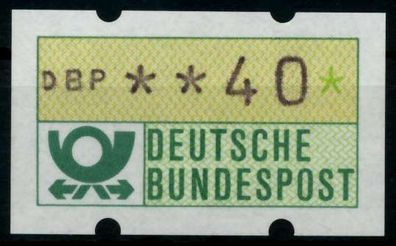 DBP **40*
DEUTSCHE
BUNDESPOST